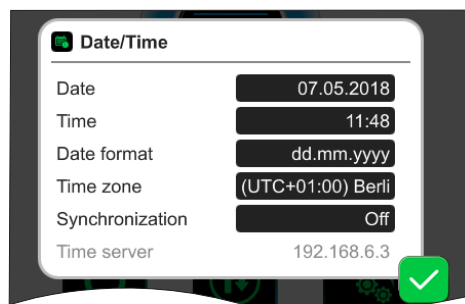 Date/Time
Date 07.05.2018
Time 11:48
Date format dd.mm.yyyy
Time zone (UTC+01:00) Berli
Synchronization Off
Time server 192.168.6.3